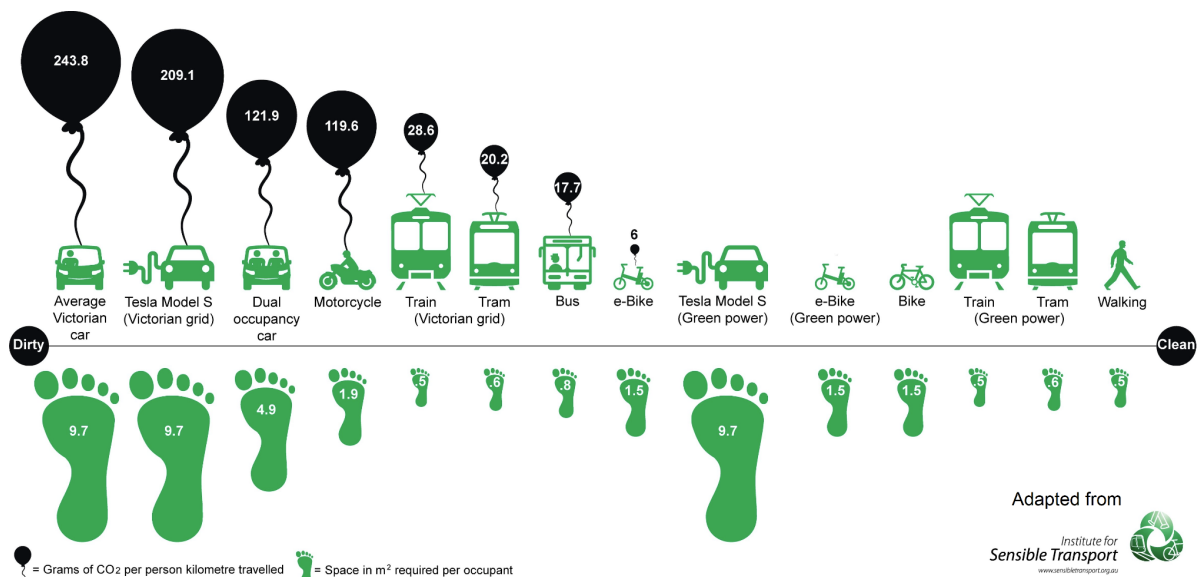 243.8
209.1
121.9
119.6
28.6
20.2
17.7
6
Average
Victorian
car
Tesla Model S
(Victorian grid)
Dual
occupancy
car
Motorcycle
Train
Tram
(Victorian grid)
Bus
e-Bike
Tesla Model S
(Green power)
e-Bike
(Green power)
Bike
Train
Tram
(Green power)
Walking
Dirty
Clean
9.7
9.7
4.9
1.9
.5
.6
.8
1.5
9.7
1.5
1.5
.5
.6
.5
Adapted from
Institute for
Sensible Transport
www.sensibletransport.org.au
= Grams of CO2 per person kilometre travelled
= Space in m² required per occupant